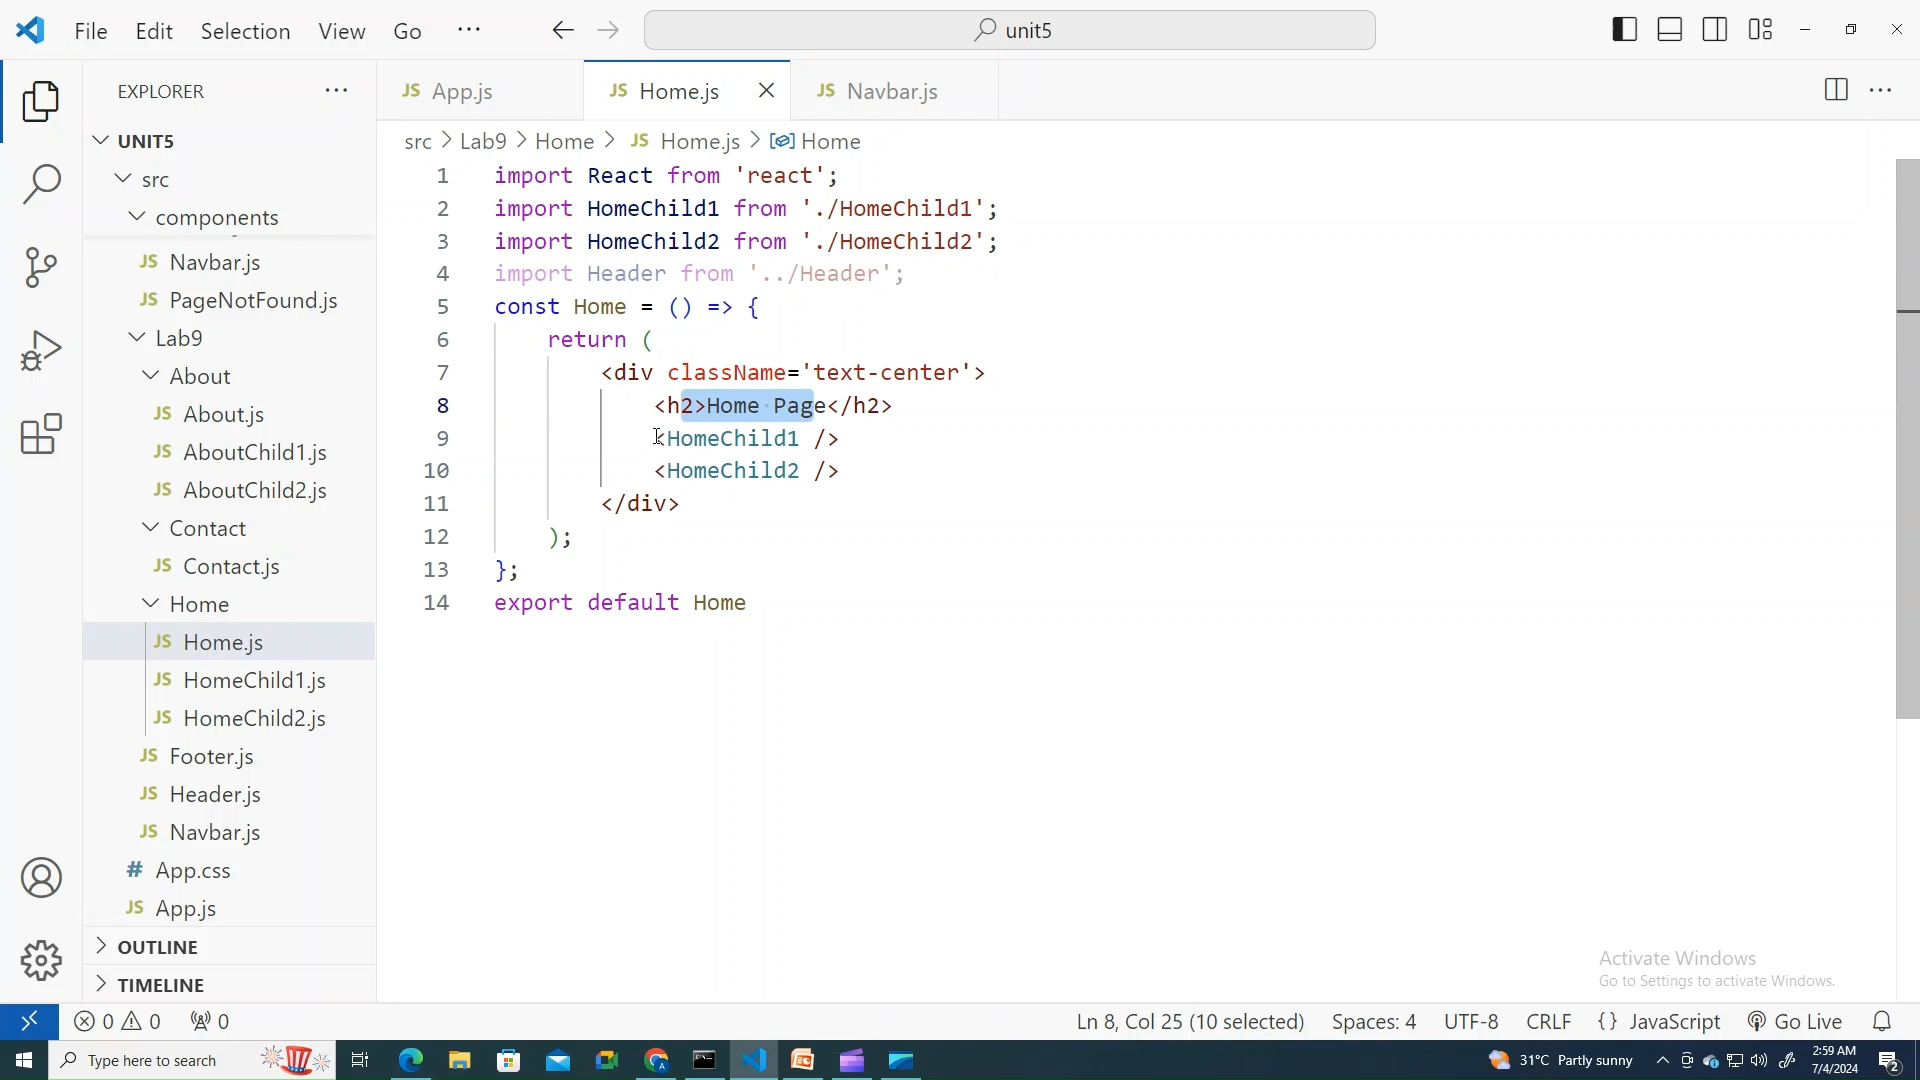 File Edit Selection View Go ··· unit5
EXPLORER ···
UNIT5
src
components
Navbar.js
PageNotFound.js
Lab9
About
About.js
AboutChild1.js
AboutChild2.js
Contact
Contact.js
Home
Home.js
HomeChild1.js
HomeChild2.js
Footer.js
Header.js
Navbar.js
App.css
App.js
OUTLINE
TIMELINE
JS App.js JS Home.js JS Navbar.js
src > Lab9 > Home > JS Home.js > Home
1 import React from 'react';
2 import HomeChild1 from './HomeChild1';
3 import HomeChild2 from './HomeChild2';
4 import Header from '../Header';
5 const Home = () => {
6 return (
7 <div className='text-center'>
8 <h2>Home Page</h2>
9 <HomeChild1 />
10 <HomeChild2 />
11 </div>
12 );
13 };
14 export default Home
Activate Windows
Go to Settings to activate Windows.
0 0 0 Ln 8, Col 25 (10 selected) Spaces: 4 UTF-8 CRLF {} JavaScript Go Live
Type here to search 31°C Partly sunny 2:59 AM
7/4/2024 2